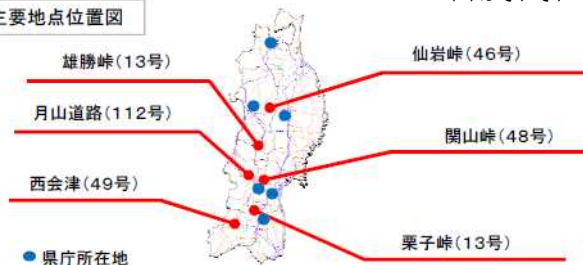 主要地点位置図
雄勝峠(13号)
仙岩峠(46号)
月山道路(112号)
関山峠(48号)
西会津(49号)
栗子峠(13号)
県庁所在地